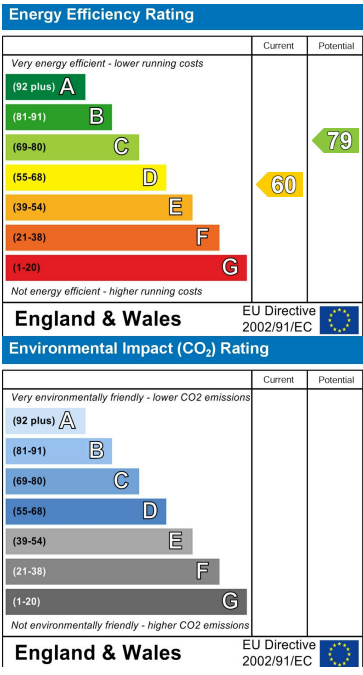 Energy Efficiency Rating
Current Potential
Very energy efficient - lower running costs
(92 plus) A
(81-91) B
(69-80) C
(55-68) D
(39-54) E
(21-38) F
(1-20) G
60
79
Not energy efficient - higher running costs
England & Wales
EU Directive
2002/91/EC
Environmental Impact (CO₂) Rating
Current Potential
Very environmentally friendly - lower CO2 emissions
(92 plus) A
(81-91) B
(69-80) C
(55-68) D
(39-54) E
(21-38) F
(1-20) G
Not environmentally friendly - higher CO2 emissions
England & Wales
EU Directive
2002/91/EC